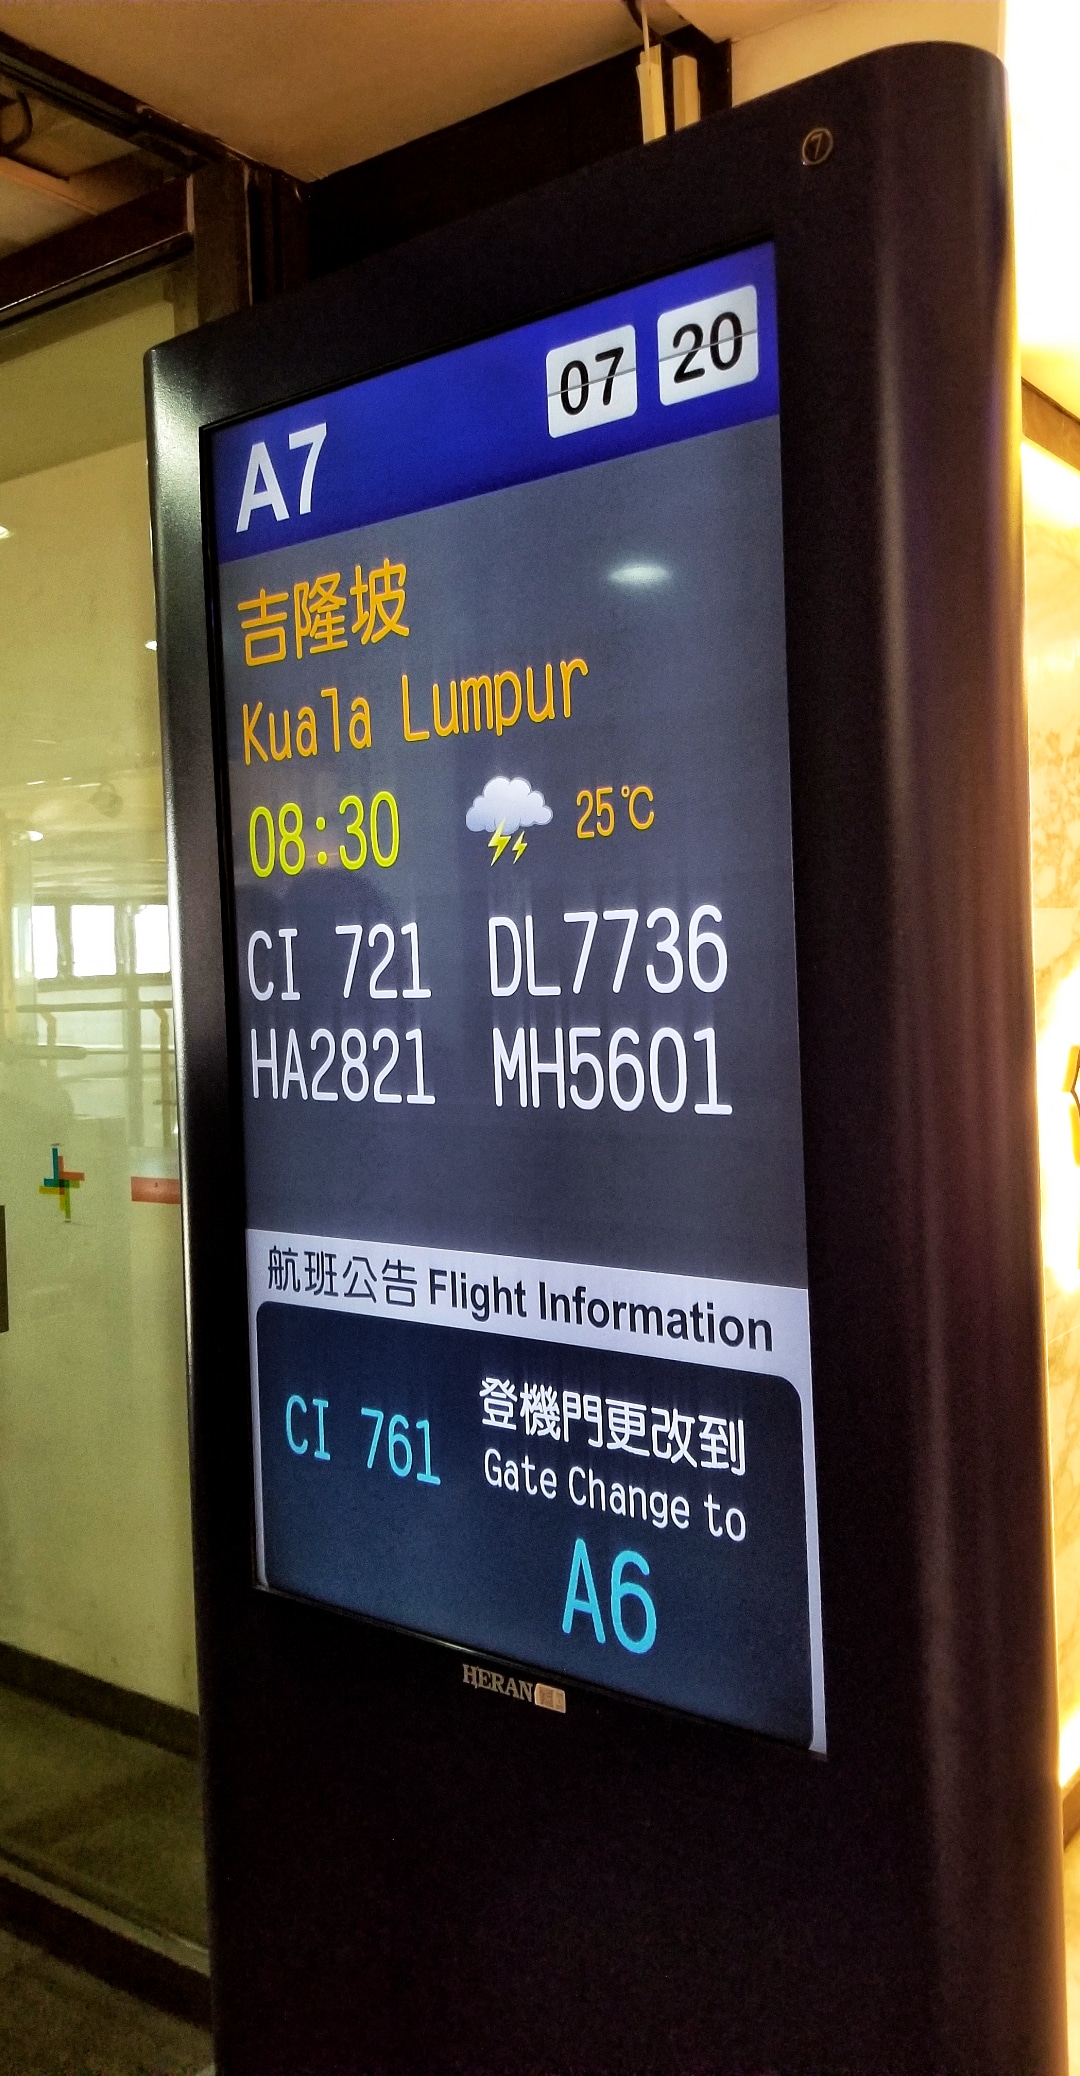 7
A7 07 20
吉隆坡
Kuala Lumpur
08:30 25℃
CI 721 DL7736
HA2821 MH5601
航班公告 Flight Information
CI 761 登機門更改到
Gate Change to
A6
HERAN